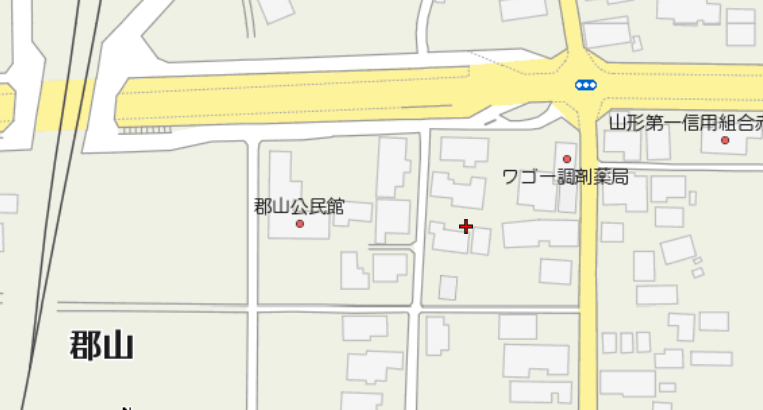 山形第一信用組合赤
ワゴー調剤薬局
郡山公民館
郡山